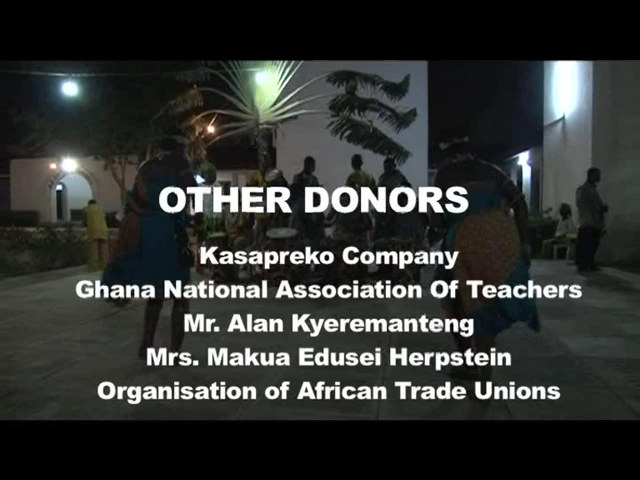 OTHER DONORS
Kasapreko Company
Ghana National Association Of Teachers
Mr. Alan Kyeremanteng
Mrs. Makua Edusei Herpstein
Organisation of African Trade Unions